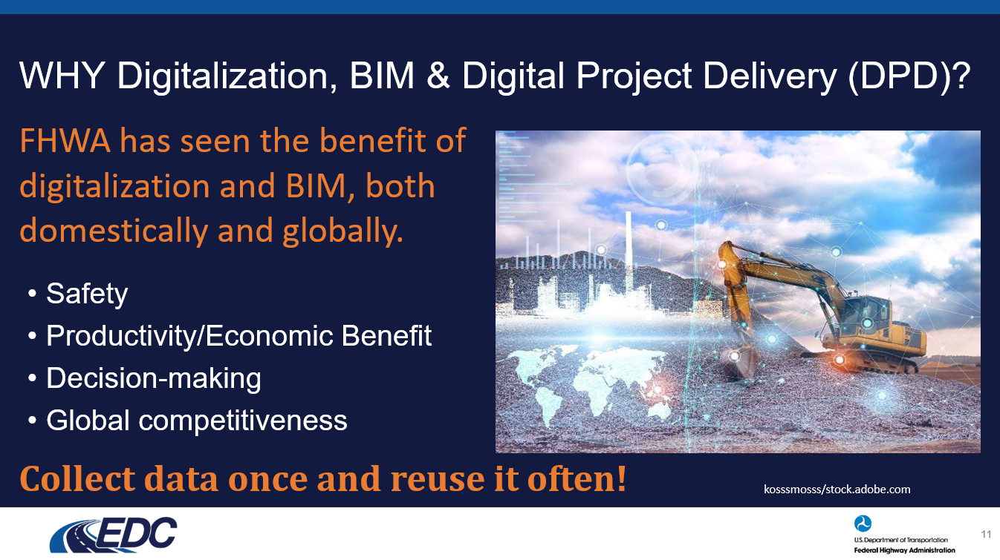 WHY Digitalization, BIM & Digital Project Delivery (DPD)?
FHWA has seen the benefit of
digitalization and BIM, both
domestically and globally.
• Safety
• Productivity/Economic Benefit
• Decision-making
• Global competitiveness
Collect data once and reuse it often!
kosssmosss/stock.adobe.com
EDC
U.S. Department of Transportation
Federal Highway Administration
11